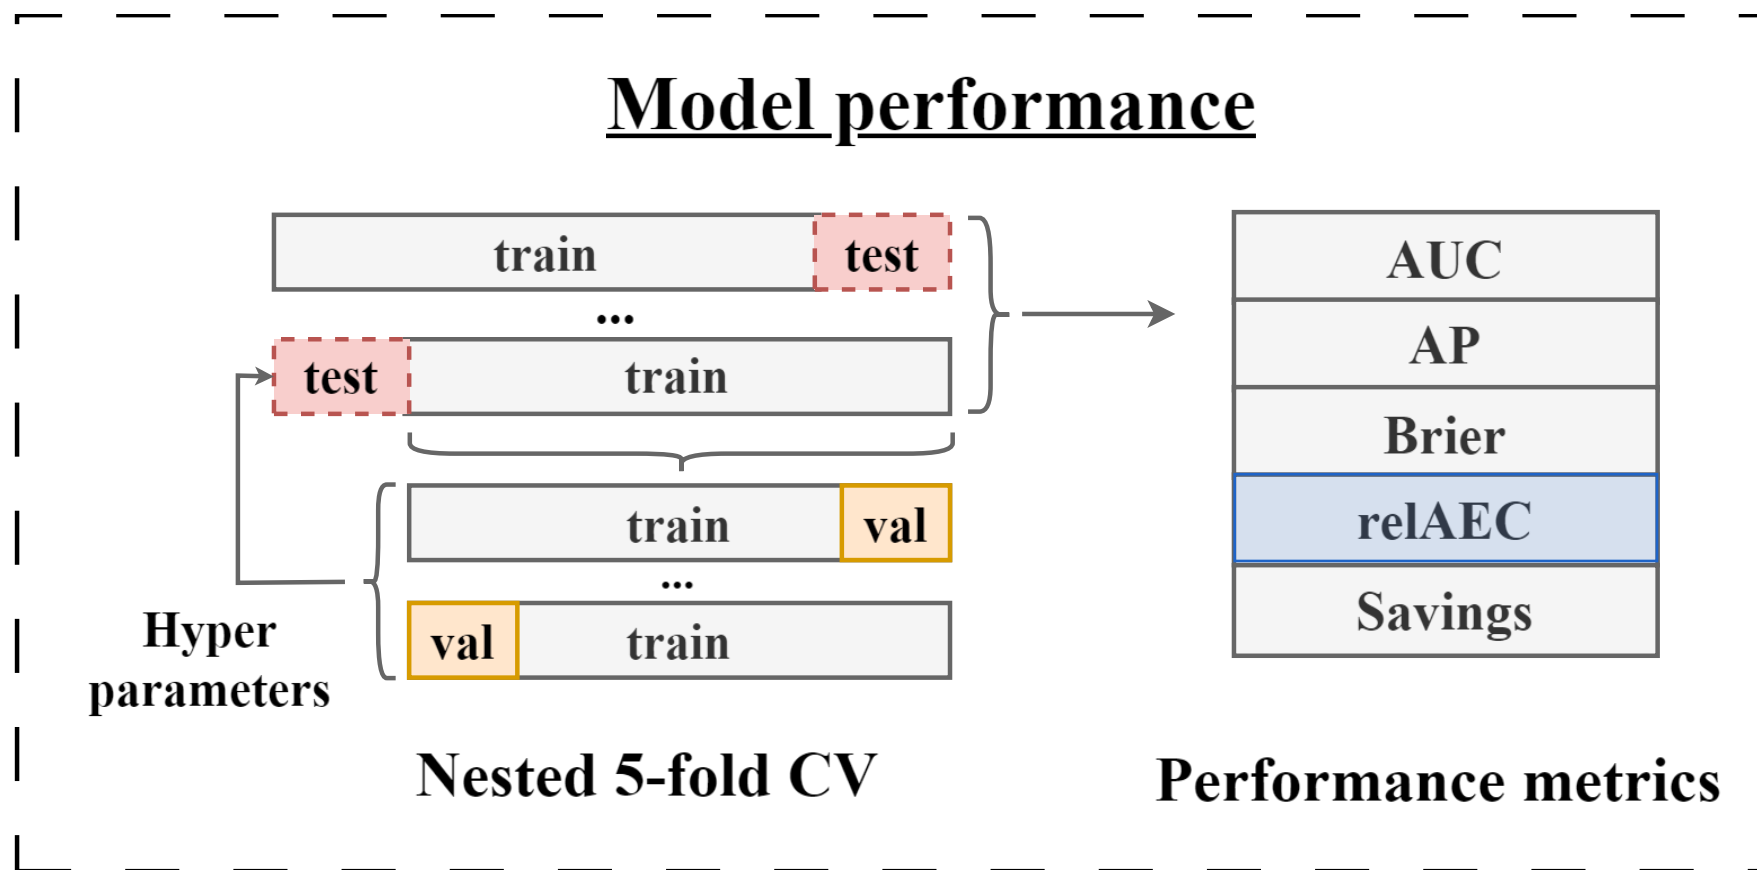 Model performance
train
test
...
test
train
train
val
...
val
train
Hyper
parameters
Nested 5-fold CV
AUC
AP
Brier
relAEC
Savings
Performance metrics